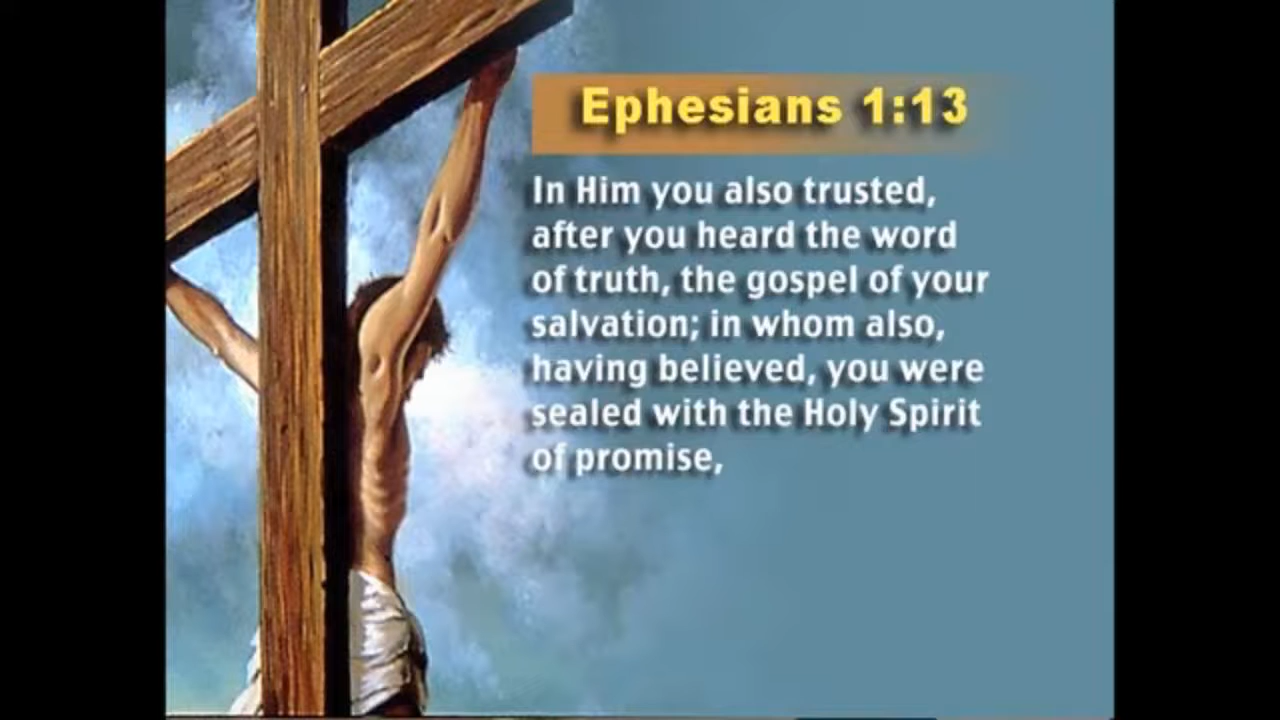 Ephesians 1:13
In Him you also trusted,
after you heard the word
of truth, the gospel of your
salvation; in whom also,
having believed, you were
sealed with the Holy Spirit
of promise,